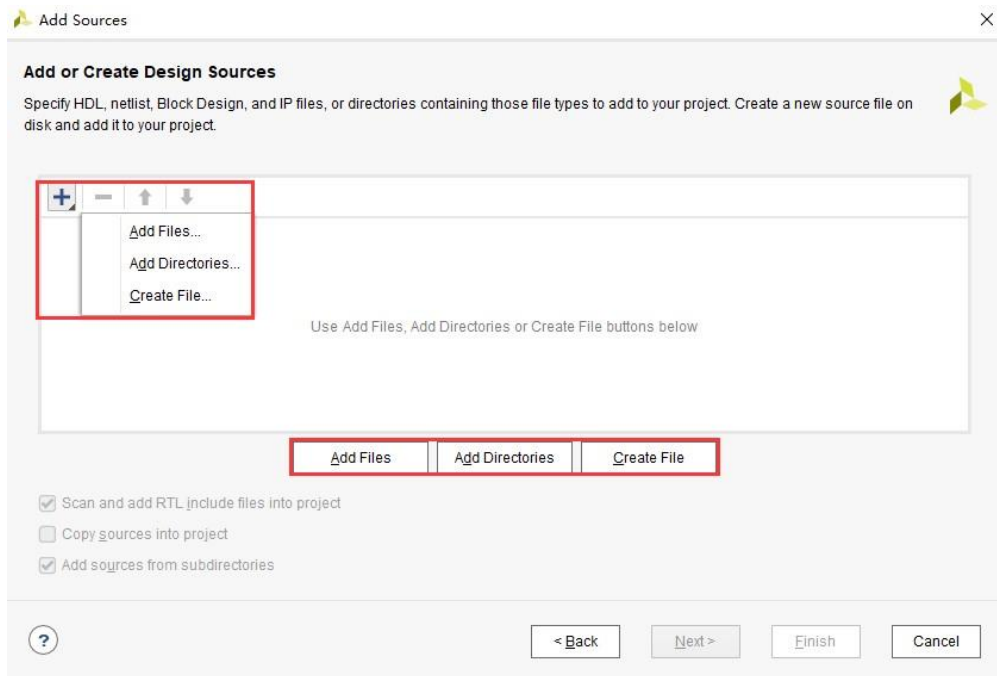 Add Sources
Add or Create Design Sources
Specify HDL, netlist, Block Design, and IP files, or directories containing those file types to add to your project. Create a new source file on
disk and add it to your project.
Add Files...
Add Directories...
Create File...
Use Add Files, Add Directories or Create File buttons below
Add Files Add Directories Create File
Scan and add RTL include files into project
Copy sources into project
Add sources from subdirectories
? < Back Next > Finish Cancel